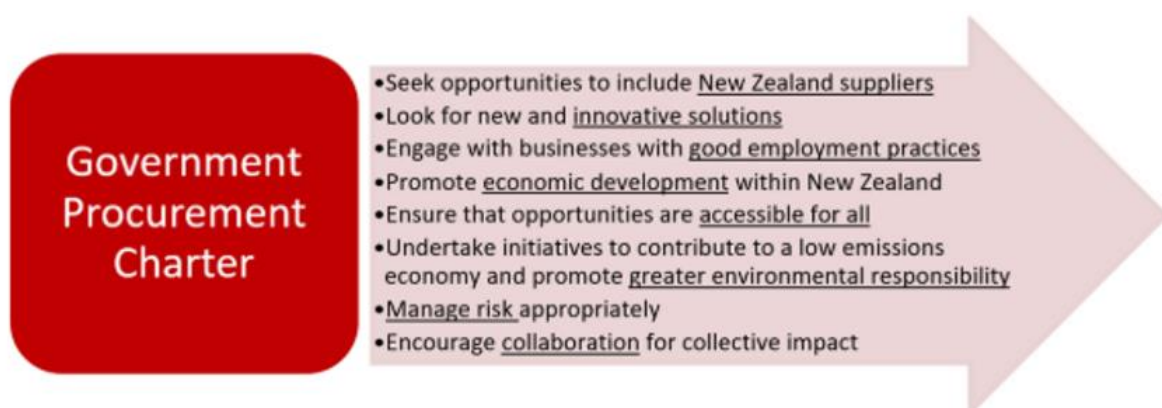 Government
Procurement
Charter
•Seek opportunities to include New Zealand suppliers
•Look for new and innovative solutions
•Engage with businesses with good employment practices
•Promote economic development within New Zealand
•Ensure that opportunities are accessible for all
•Undertake initiatives to contribute to a low emissions
economy and promote greater environmental responsibility
•Manage risk appropriately
•Encourage collaboration for collective impact